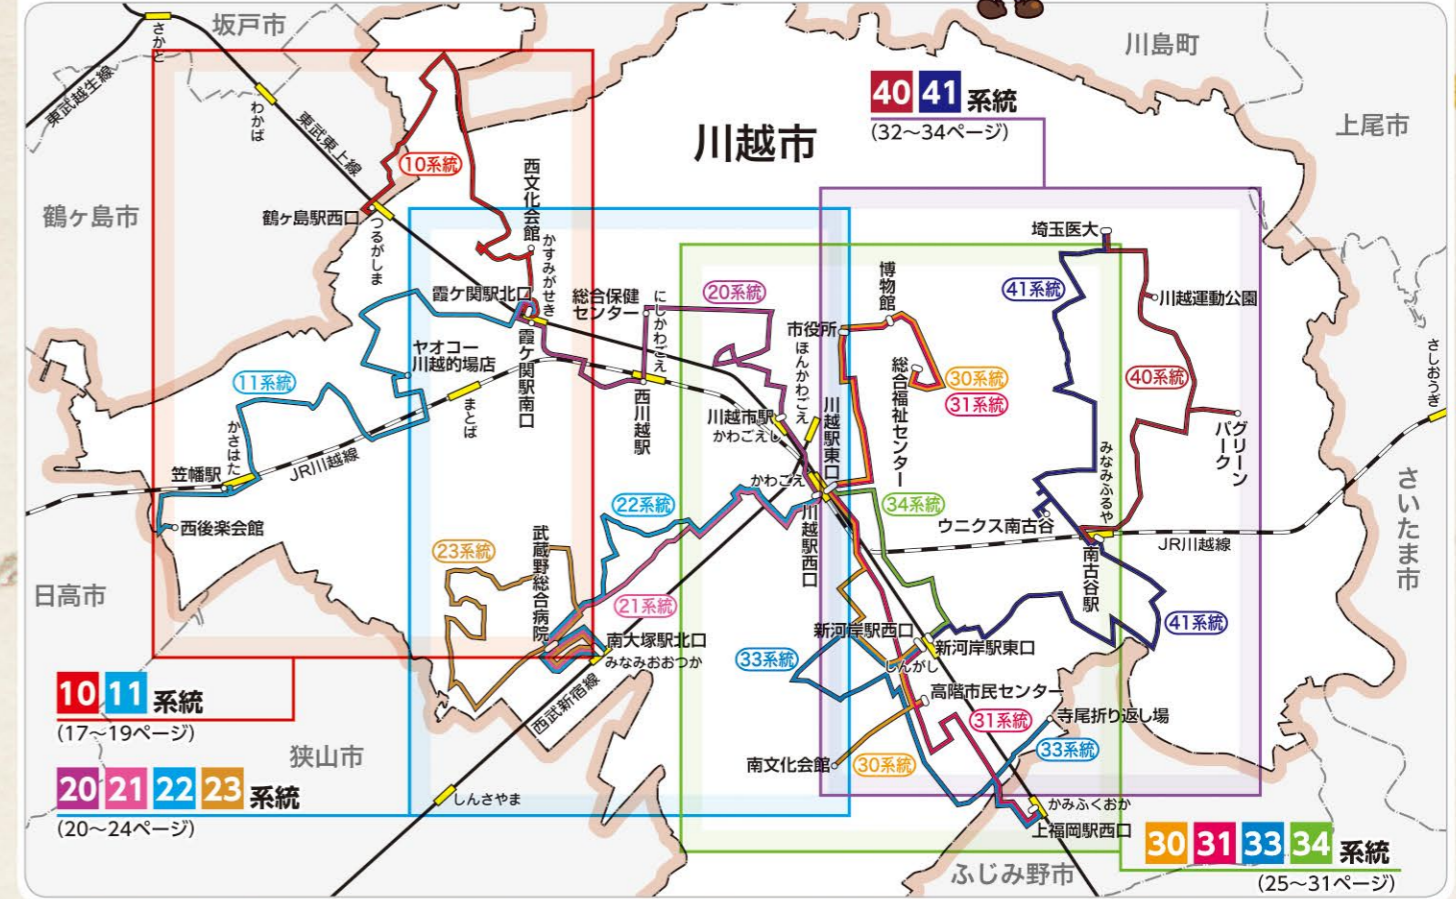 坂戸市
川島町
上尾市
さかど
東武越生線
わかば
東武東上線
40 41 系統
(32〜34ページ)
川越市
10系統
西文化会館
鶴ヶ島市
鶴ヶ島駅西口
つるがしま
かすみがせき
霞ケ関駅北口
総合保健
センター
にしかわごえ
20系統
博物館
市役所
埼玉医大
41系統
川越運動公園
ヤオコー
川越的場店
霞ケ関駅南口
ほんかわごえ
総合福祉センター
30系統
31系統
40系統
さしおうぎ
11系統
まとば
西川越駅
川越市駅
かわごえし
川越駅東口
グリーン
パーク
かさはた
笠幡駅
JR川越線
かわごえ
みなみふるや
さいたま市
西後楽会館
22系統
川越駅西口
34系統
ウニクス南古谷
JR川越線
23系統
武蔵野総合病院
日高市
21系統
南古谷駅
41系統
南大塚駅北口
みなみおおつか
新河岸駅西口
新河岸駅東口
しんがし
33系統
10 11 系統
(17〜19ページ)
西武新宿線
高階市民センター
31系統
寺尾折り返し場
33系統
狭山市
南文化会館
30系統
20 21 22 23 系統
(20〜24ページ)
しんさやま
かみふくおか
上福岡駅西口
30 31 33 34 系統
(25〜31ページ)
ふじみ野市